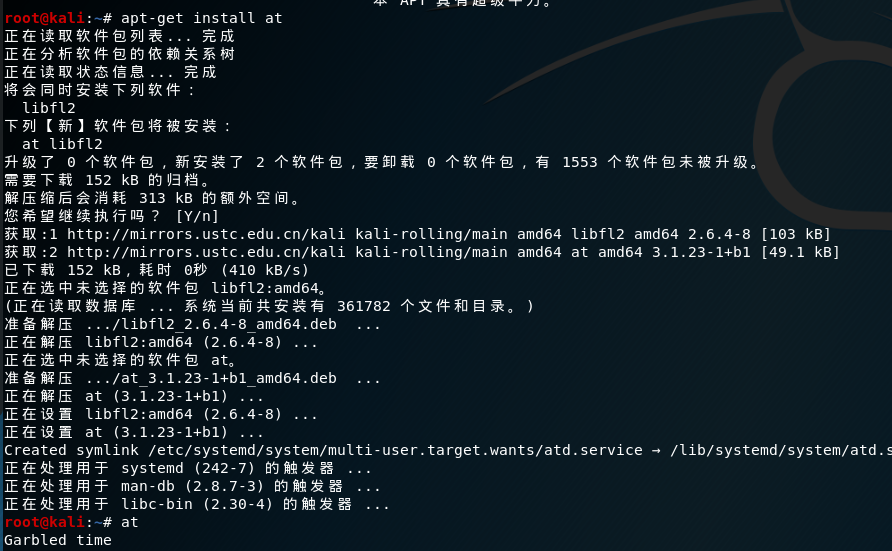 本 APT 具有超级牛力。
root@kali:~# apt-get install at
正在读取软件包列表... 完成
正在分析软件包的依赖关系树
正在读取状态信息... 完成
将会同时安装下列软件：
  libfl2
下列【新】软件包将被安装：
  at libfl2
升级了 0 个软件包，新安装了 2 个软件包，要卸载 0 个软件包，有 1553 个软件包未被升级。
需要下载 152 kB 的归档。
解压缩后会消耗 313 kB 的额外空间。
您希望继续执行吗？ [Y/n]
获取:1 http://mirrors.ustc.edu.cn/kali kali-rolling/main amd64 libfl2 amd64 2.6.4-8 [103 kB]
获取:2 http://mirrors.ustc.edu.cn/kali kali-rolling/main amd64 at amd64 3.1.23-1+b1 [49.1 kB]
已下载 152 kB，耗时 0秒 (410 kB/s)
正在选中未选择的软件包 libfl2:amd64。
(正在读取数据库 ... 系统当前共安装有 361782 个文件和目录。)
准备解压 .../libfl2_2.6.4-8_amd64.deb  ...
正在解压 libfl2:amd64 (2.6.4-8) ...
正在选中未选择的软件包 at。
准备解压 .../at_3.1.23-1+b1_amd64.deb  ...
正在解压 at (3.1.23-1+b1) ...
正在设置 libfl2:amd64 (2.6.4-8) ...
正在设置 at (3.1.23-1+b1) ...
Created symlink /etc/systemd/system/multi-user.target.wants/atd.service → /lib/systemd/system/atd.s
正在处理用于 systemd (242-7) 的触发器 ...
正在处理用于 man-db (2.8.7-3) 的触发器 ...
正在处理用于 libc-bin (2.30-4) 的触发器 ...
root@kali:~# at
Garbled time